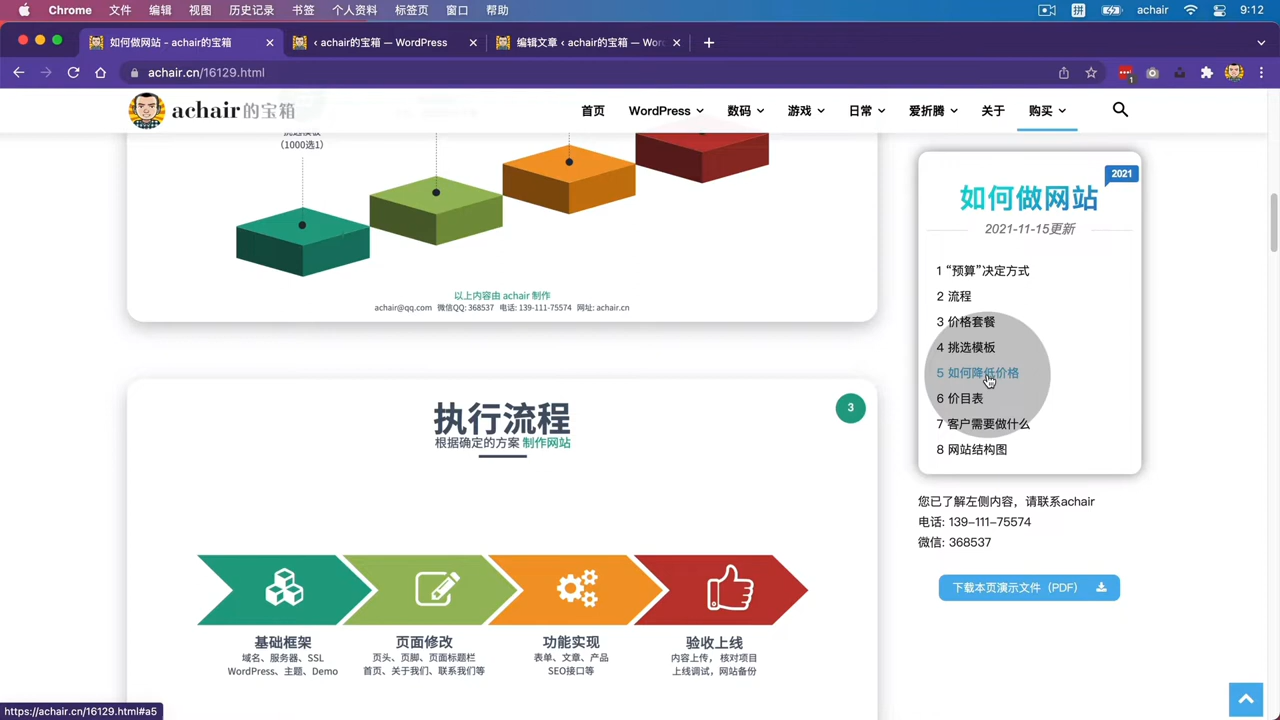 Chrome 文件 编辑 视图 历史记录 书签 个人资料 标签页 窗口 帮助 拼 achair 9:12
如何做网站 - achair的宝箱 ‹ achair的宝箱 — WordPress 编辑文章 ‹ achair的宝箱 — Wor
achair.cn/16129.html
achair的宝箱
首页 WordPress 数码 游戏 日常 爱折腾 关于 购买
(1000选1)
以上内容由 achair 制作
achair@qq.com 微信QQ: 368537 电话: 139-111-75574 网址: achair.cn
3
执行流程
根据确定的方案 制作网站
基础框架
域名、服务器、SSL
WordPress、主题、Demo
页面修改
页头、页脚、页面标题栏
首页、关于我们、联系我们等
功能实现
表单、文章、产品
SEO接口等
验收上线
内容上传，核对项目
上线调试，网站备份
2021
如何做网站
2021-11-15更新
1 “预算”决定方式
2 流程
3 价格套餐
4 挑选模板
5 如何降低价格
6 价目表
7 客户需要做什么
8 网站结构图
您已了解左侧内容，请联系achair
电话: 139-111-75574
微信: 368537
下载本页演示文件（PDF）
https://achair.cn/16129.html#a5